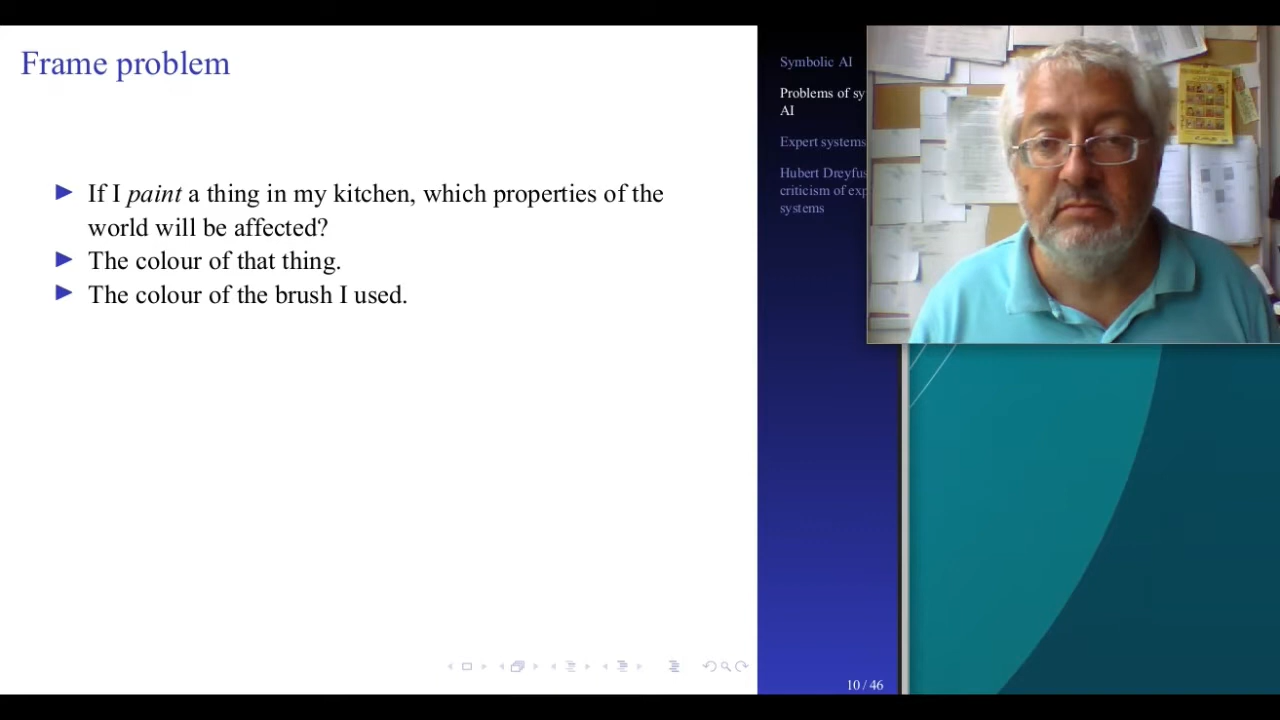 Frame problem
If I paint a thing in my kitchen, which properties of the
world will be affected?
The colour of that thing.
The colour of the brush I used.
Symbolic AI
Problems of sy
AI
Expert systems
Hubert Dreyfus
criticism of exp
systems
10 / 46